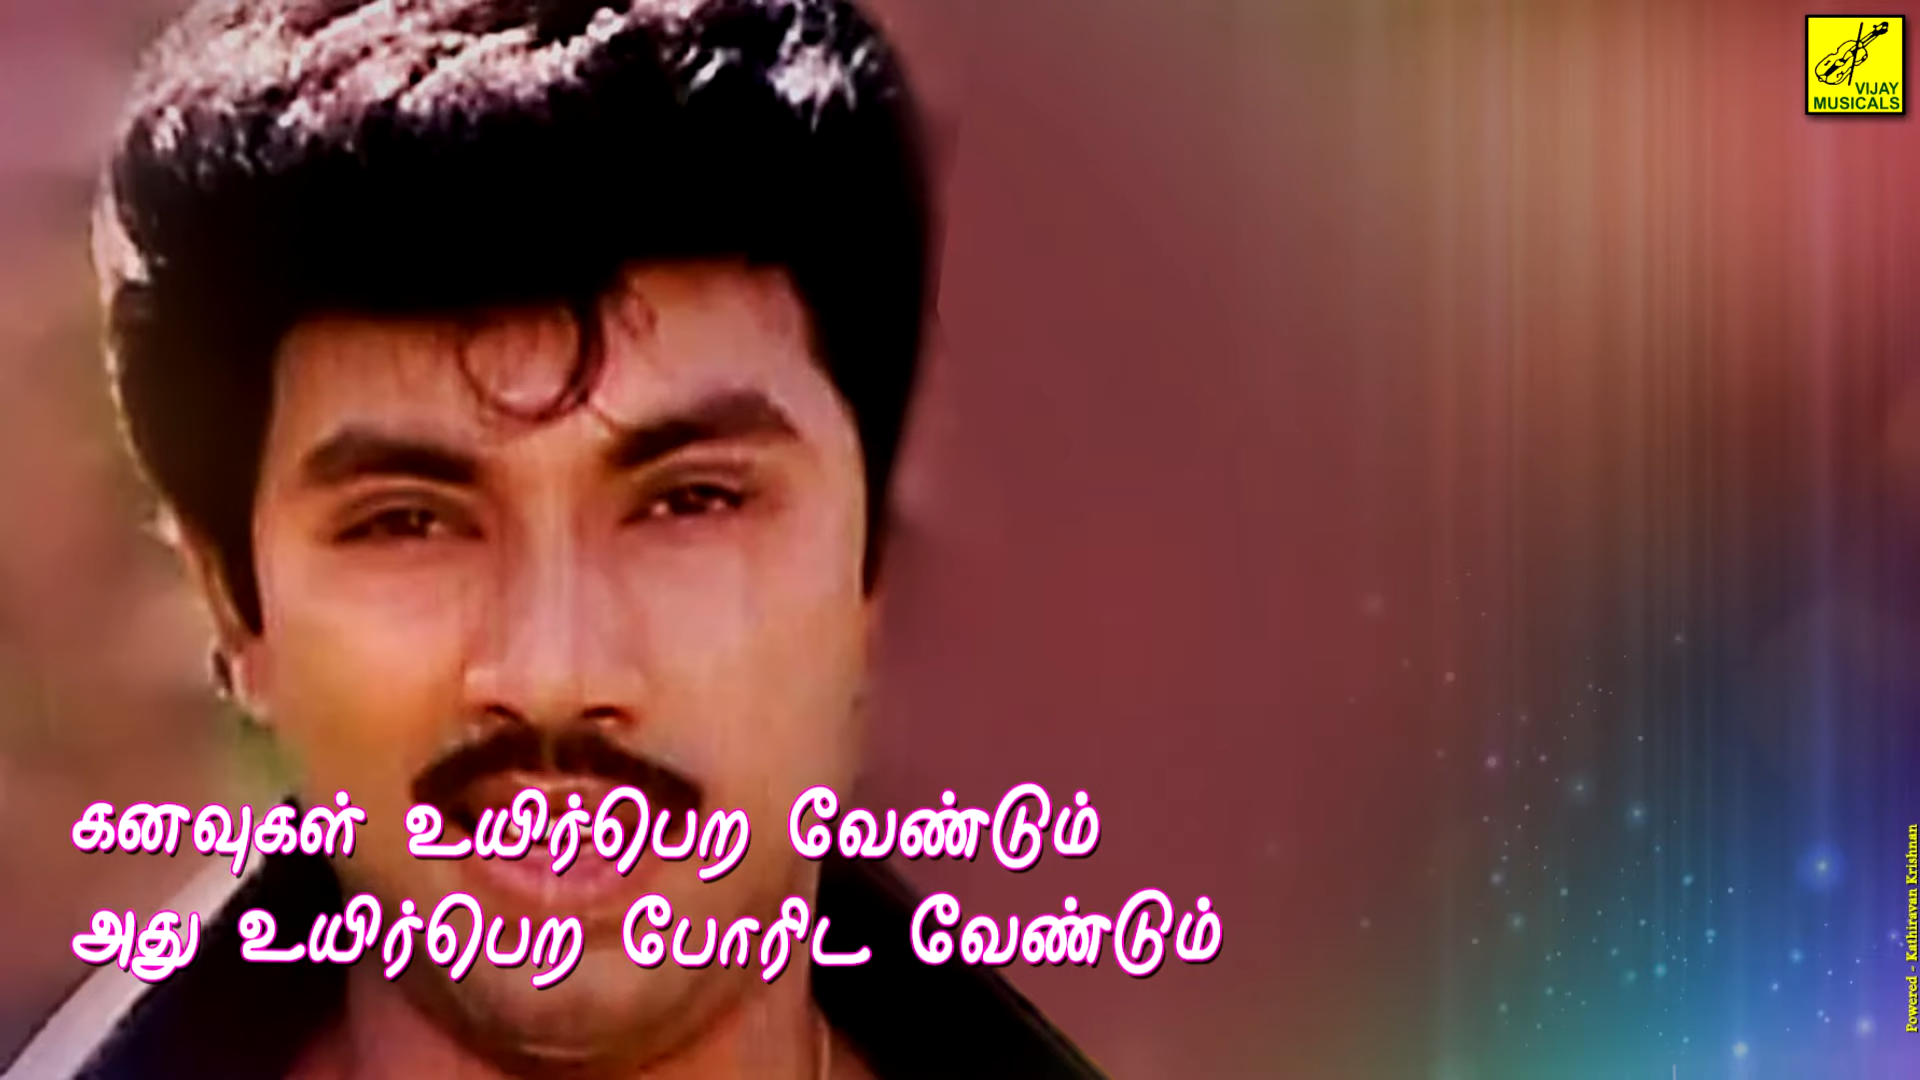 VIJAY
MUSICALS
கனவுகள் உயிர்பெற வேண்டும்
அது உயிர்பெற போரிட வேண்டும்
Powered - Kathiravan Krishnan